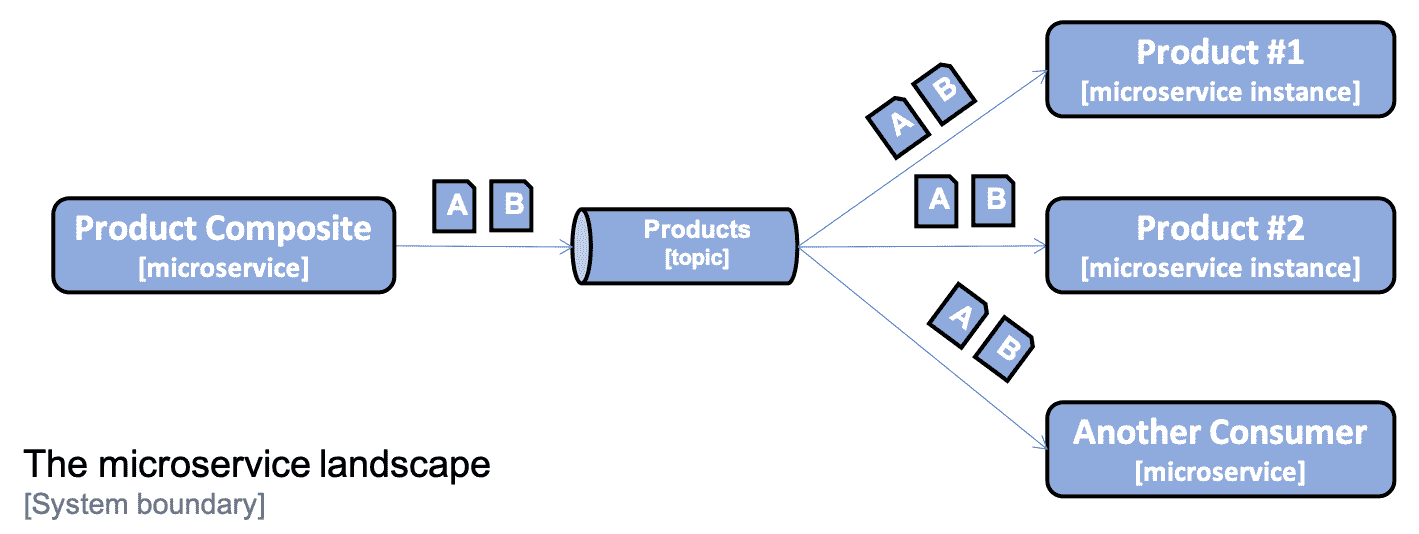 Product #1
[microservice instance]
A
B
A
B
A
B
Product Composite
[microservice]
Products
[topic]
Product #2
[microservice instance]
A
B
Another Consumer
[microservice]
The microservice landscape
[System boundary]